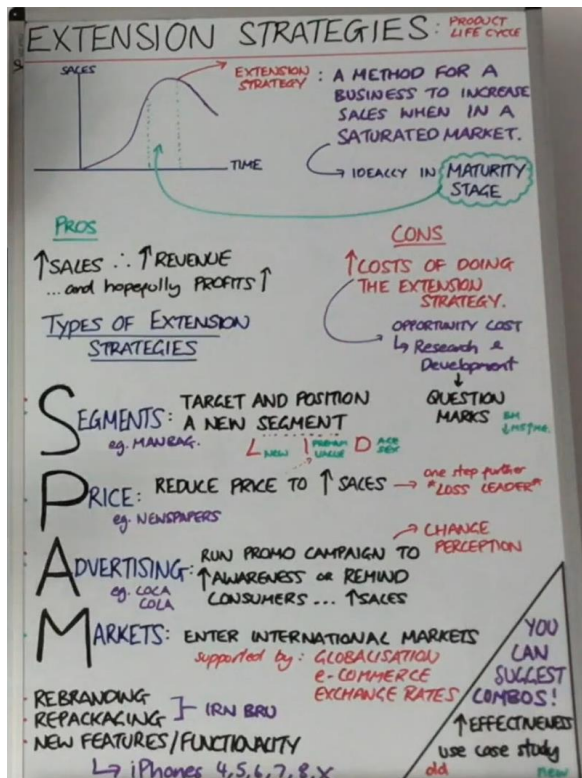 EXTENSION STRATEGIES: PRODUCT LIFE CYCLE
SALES
EXTENSION STRATEGY : A METHOD FOR A
BUSINESS TO INCREASE
SALES WHEN IN A
SATURATED MARKET.
TIME
↳ IDEALLY IN MATURITY STAGE
PROS
↑SALES ∴ ↑REVENUE
...and hopefully PROFITS↑
CONS
↑COSTS OF DOING
THE EXTENSION
STRATEGY.
OPPORTUNITY COST
↳ Research &
Development
↓
QUESTION
MARKS BM
TYPES OF EXTENSION
STRATEGIES
SEGMENTS: TARGET AND POSITION
A NEW SEGMENT
eg. MANBAG.
L NEW I PREMIUM VALUE D AGE SEX
PRICE: REDUCE PRICE TO ↑ SALES → one step further
"LOSS LEADER"
eg. NEWSPAPERS
ADVERTISING: RUN PROMO CAMPAIGN TO → CHANGE PERCEPTION
eg. COCA COLA
↑AWARENESS OR REMIND
CONSUMERS ... ↑SALES
MARKETS: ENTER INTERNATIONAL MARKETS
supported by: GLOBALISATION
e-COMMERCE
EXCHANGE RATES
· REBRANDING
· REPACKAGING ]- IRN BRU
· NEW FEATURES/FUNCTIONALITY
↳ iPhones 4,5,6,7,8,X
YOU
CAN
SUGGEST
COMBOS!
↑EFFECTIVENESS
use case study
old new